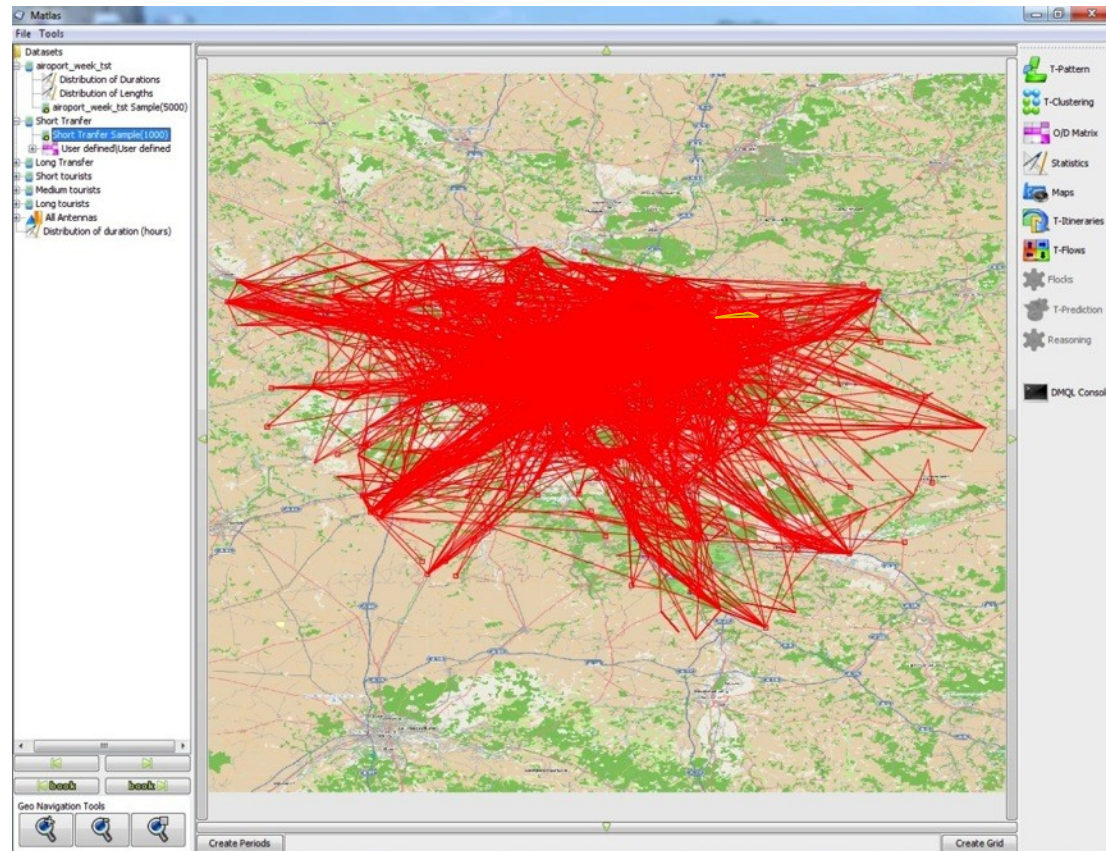 Matlas
File Tools
Datasets
airoport_week_tst
Distribution of Durations
Distribution of Lengths
airoport_week_tst Sample(5000)
Short Tranfer
Short Tranfer Sample(1000)
User defined\User defined
Long Transfer
Short tourists
Medium tourists
Long tourists
All Antennas
Distribution of duration (hours)
book
book
Geo Navigation Tools
Create Periods
Create Grid
T-Pattern
T-Clustering
O/D Matrix
Statistics
Maps
T-Itineraries
T-Flows
Flocks
T-Prediction
Reasoning
DMQL Consol